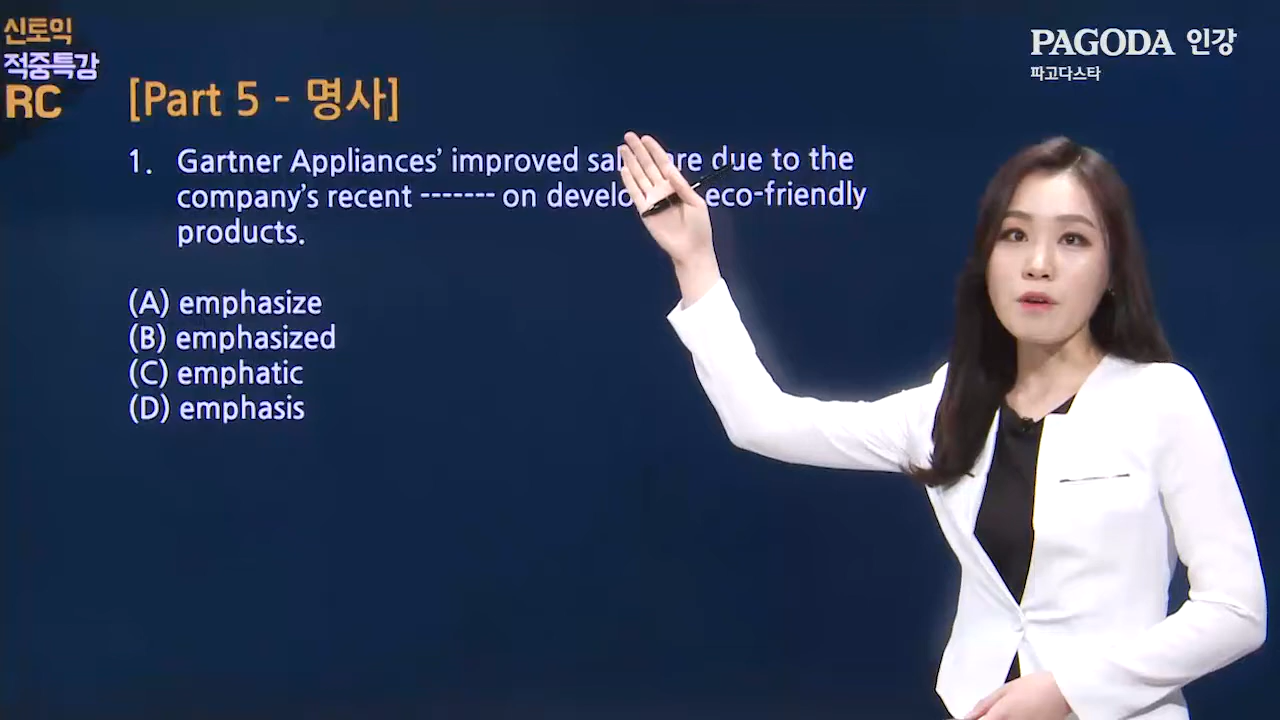 신토익
적중특강
RC
PAGODA 인강
파고다스타
[Part 5 - 명사]
1. Gartner Appliances’ improved are due to the
company’s recent ------- on eco-friendly
products.
(A) emphasize
(B) emphasized
(C) emphatic
(D) emphasis